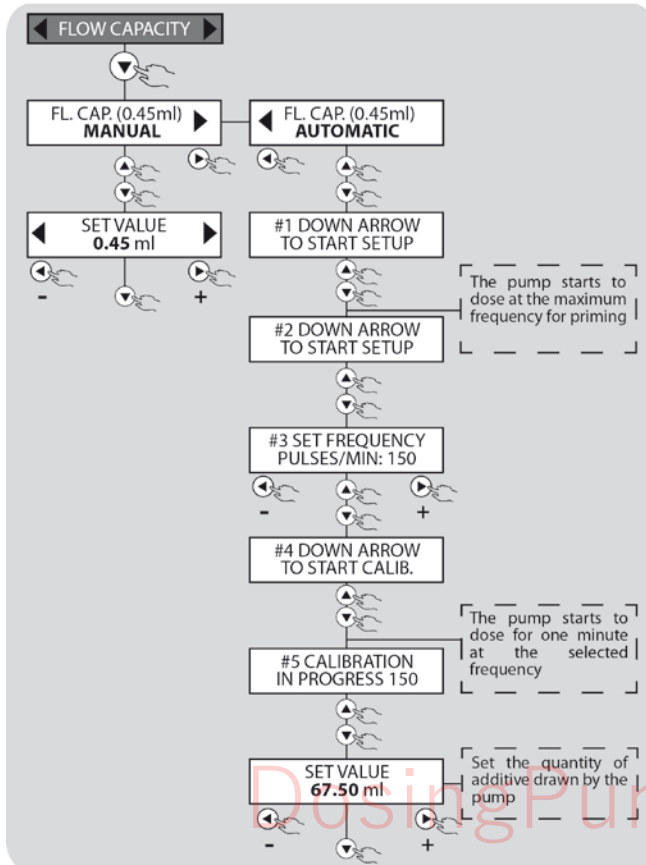 FLOW CAPACITY
FL. CAP. (0.45ml)
MANUAL
FL. CAP. (0.45ml)
AUTOMATIC
SET VALUE
0.45 ml
-
+
#1 DOWN ARROW
TO START SETUP
The pump starts to
dose at the maximum
frequency for priming
#2 DOWN ARROW
TO START SETUP
#3 SET FREQUENCY
PULSES/MIN: 150
-
+
#4 DOWN ARROW
TO START CALIB.
The pump starts to
dose for one minute
at the selected
frequency
#5 CALIBRATION
IN PROGRESS 150
SET VALUE
67.50 ml
Set the quantity of
additive drawn by the
pump
-
+
DosingPu